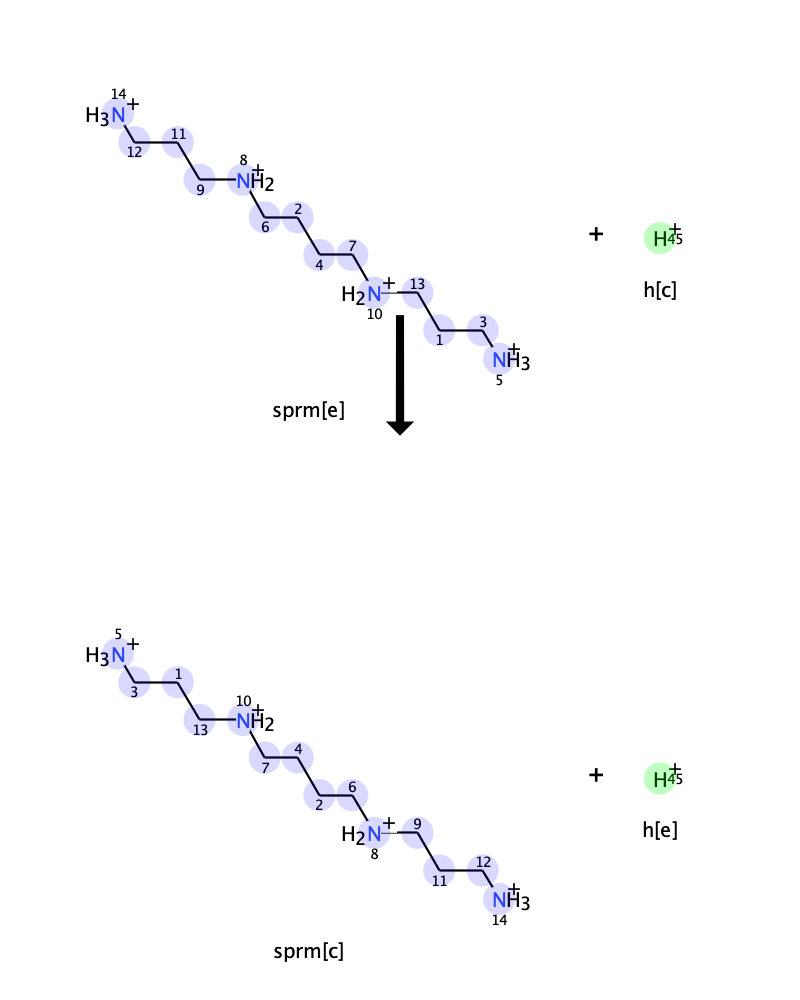 14
H3N+
11
12
8
NH2+
9
2
6
7
4
H2N+
13
10
3
1
NH3+
5
sprm[e]
+
H+
45
h[c]
5
H3N+
1
3
10
NH2+
13
4
7
6
2
H2N+
9
8
12
11
NH3+
14
sprm[c]
+
H+
45
h[e]